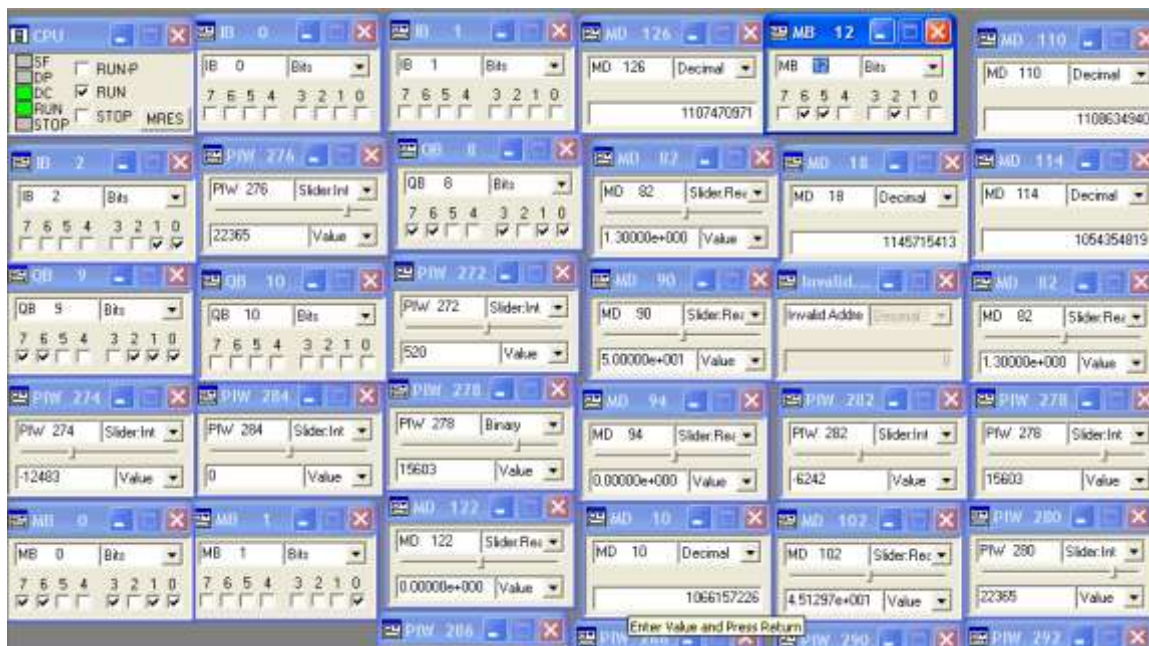 CPU
SF
DP
DC
RUN
STOP
RUN-P
RUN
STOP MRES
IB 0
IB 0 Bits
7 6 5 4 3 2 1 0
IB 1
IB 1 Bits
7 6 5 4 3 2 1 0
MD 126
MD 126 Decimal
1107470971
MB 12
MB 12 Bits
7 6 5 4 3 2 1 0
MD 110
MD 110 Decimal
1108634940
IB 2
IB 2 Bits
7 6 5 4 3 2 1 0
PIW 276
PIW 276 Slider:Int
22365 Value
QB 8
QB 8 Bits
7 6 5 4 3 2 1 0
MD 82
MD 82 Slider:Rea
1.30000e+000 Value
MD 18
MD 18 Decimal
1145715413
MD 114
MD 114 Decimal
1054354819
QB 9
QB 9 Bits
7 6 5 4 3 2 1 0
QB 10
QB 10 Bits
7 6 5 4 3 2 1 0
PIW 272
PIW 272 Slider:Int
520 Value
MD 90
MD 90 Slider:Rea
5.00000e+001 Value
Invalid...
Invalid Addre Decimal
0
MD 82
MD 82 Slider:Rea
1.30000e+000 Value
PIW 274
PIW 274 Slider:Int
-12483 Value
PIW 284
PIW 284 Slider:Int
0 Value
PIW 278
PIW 278 Binary
15603 Value
MD 94
MD 94 Slider:Rea
0.00000e+000 Value
PIW 282
PIW 282 Slider:Int
-6242 Value
PIW 278
PIW 278 Slider:Int
15603 Value
MB 0
MB 0 Bits
7 6 5 4 3 2 1 0
MB 1
MB 1 Bits
7 6 5 4 3 2 1 0
MD 122
MD 122 Slider:Rea
0.00000e+000 Value
MD 10
MD 10 Decimal
1066157226
MD 102
MD 102 Slider:Rea
4.51297e+001 Value
PIW 280
PIW 280 Slider:Int
22365 Value
PIW 286
Enter Value and Press Return
PIW 290
PIW 292